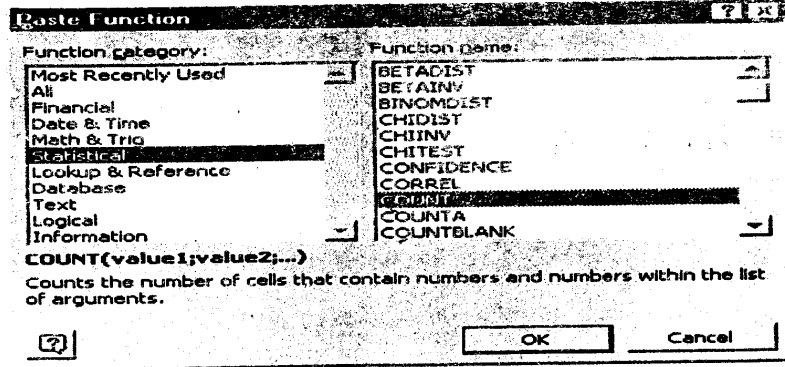 Paste Function
Function category:
Function name:
Most Recently Used
All
Financial
Date & Time
Math & Trig
Statistical
Lookup & Reference
Database
Text
Logical
Information
BETADIST
BETAINV
BINOMDIST
CHIDIST
CHIINV
CHITEST
CONFIDENCE
CORREL
COUNT
COUNTA
COUNTBLANK
COUNT(value1;value2;...)
Counts the number of cells that contain numbers and numbers within the list
of arguments.
OK
Cancel